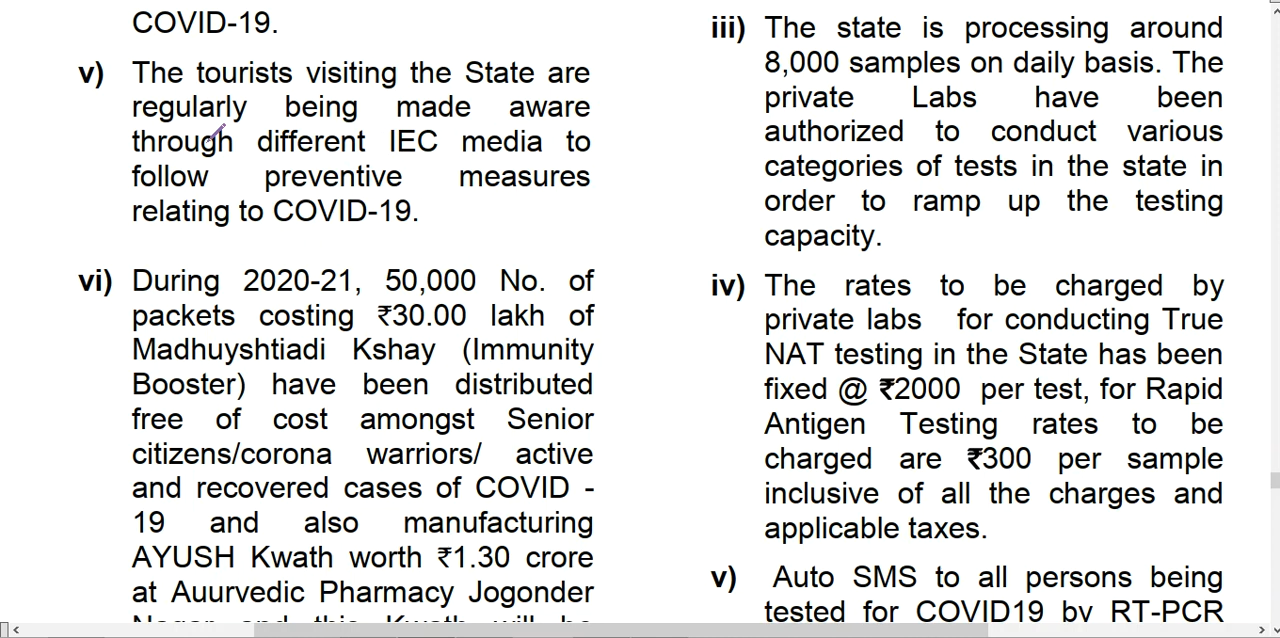 COVID-19.
v) The tourists visiting the State are
regularly being made aware
through different IEC media to
follow preventive measures
relating to COVID-19.
vi) During 2020-21, 50,000 No. of
packets costing ₹30.00 lakh of
Madhuyshtiadi Kshay (Immunity
Booster) have been distributed
free of cost amongst Senior
citizens/corona warriors/ active
and recovered cases of COVID -
19 and also manufacturing
AYUSH Kwath worth ₹1.30 crore
at Auurvedic Pharmacy Jogonder
Nagar and this Kwath will be
iii) The state is processing around
8,000 samples on daily basis. The
private Labs have been
authorized to conduct various
categories of tests in the state in
order to ramp up the testing
capacity.
iv) The rates to be charged by
private labs for conducting True
NAT testing in the State has been
fixed @ ₹2000 per test, for Rapid
Antigen Testing rates to be
charged are ₹300 per sample
inclusive of all the charges and
applicable taxes.
v) Auto SMS to all persons being
tested for COVID19 by RT-PCR